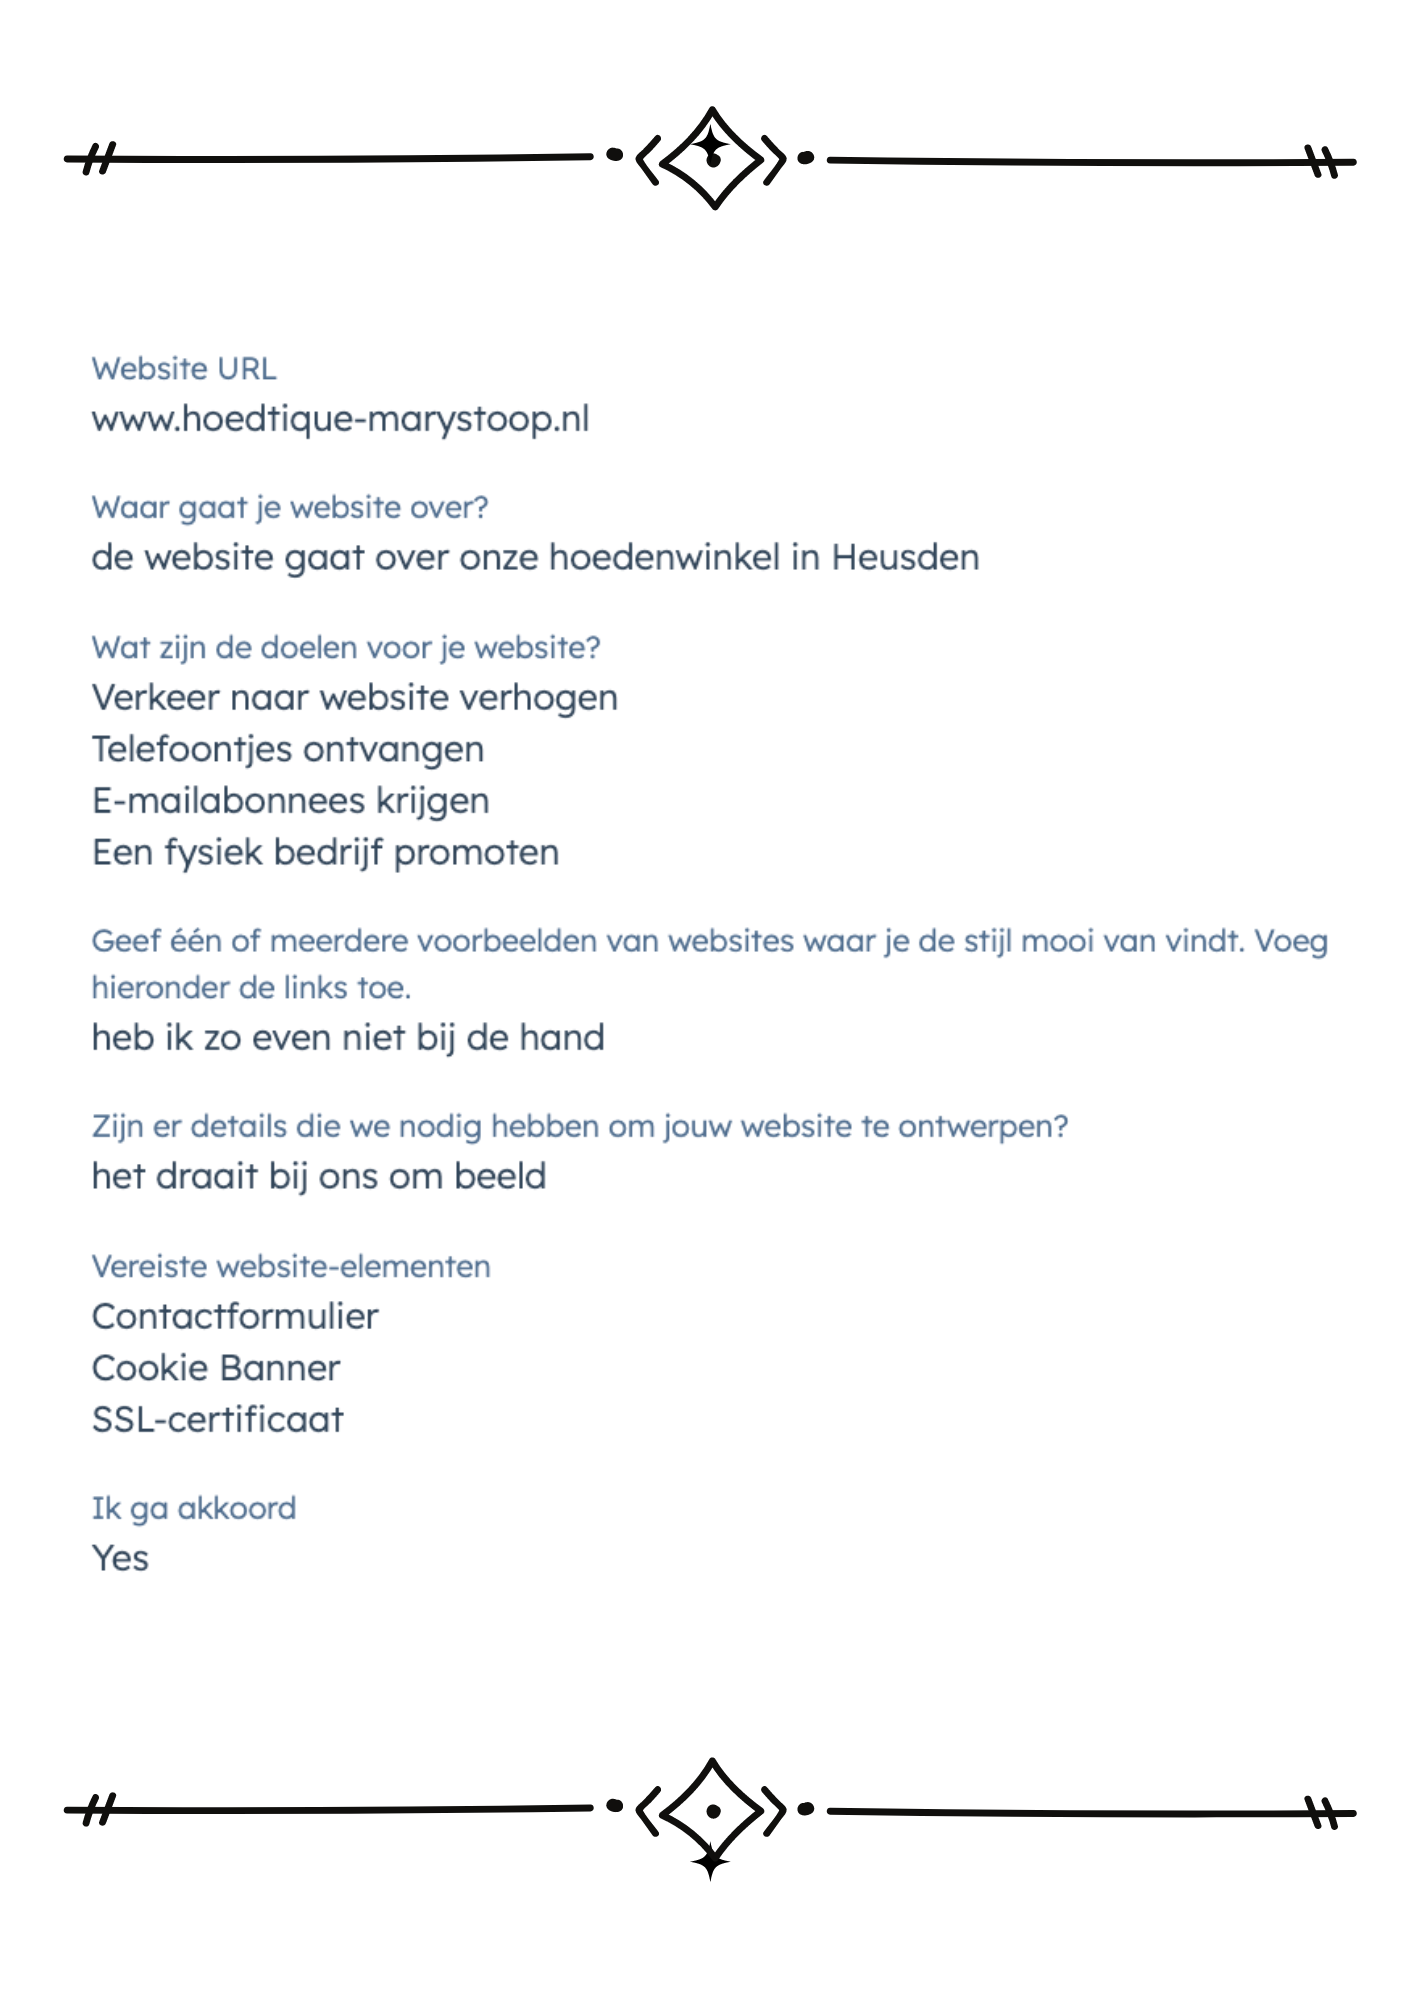 Website URL
www.hoedtique-marystoop.nl
Waar gaat je website over?
de website gaat over onze hoedenwinkel in Heusden
Wat zijn de doelen voor je website?
Verkeer naar website verhogen
Telefoontjes ontvangen
E-mailabonnees krijgen
Een fysiek bedrijf promoten
Geef één of meerdere voorbeelden van websites waar je de stijl mooi van vindt. Voeg
hieronder de links toe.
heb ik zo even niet bij de hand
Zijn er details die we nodig hebben om jouw website te ontwerpen?
het draait bij ons om beeld
Vereiste website-elementen
Contactformulier
Cookie Banner
SSL-certificaat
Ik ga akkoord
Yes